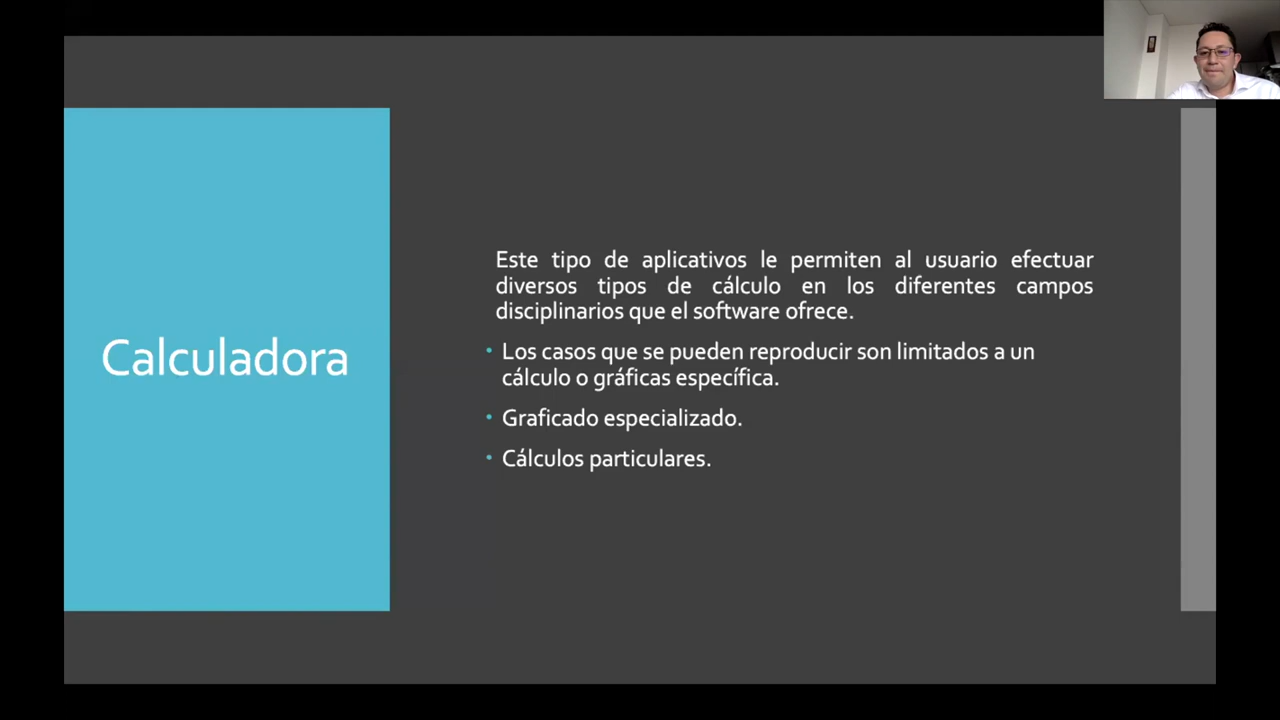 Calculadora
Este tipo de aplicativos le permiten al usuario efectuar
diversos tipos de cálculo en los diferentes campos
disciplinarios que el software ofrece.
• Los casos que se pueden reproducir son limitados a un
cálculo o gráficas específica.
• Graficado especializado.
• Cálculos particulares.